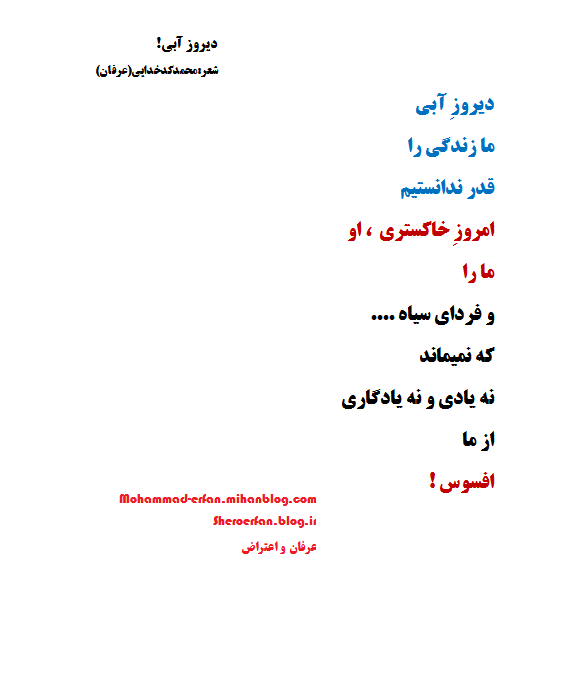 دیروز آبی!
شعر:محمدکدخدایی(عرفان)
دیروزِ آبی
ما زندگی را
قدر ندانستیم
امروزِ خاکستری ، او
ما را
و فردای سیاه ....
که نمیماند
نه یادی و نه یادگاری
از ما
افسوس !
Mohammad-erfan.mihanblog.com
Sheroerfan.blog.ir
عرفان و اعتراض